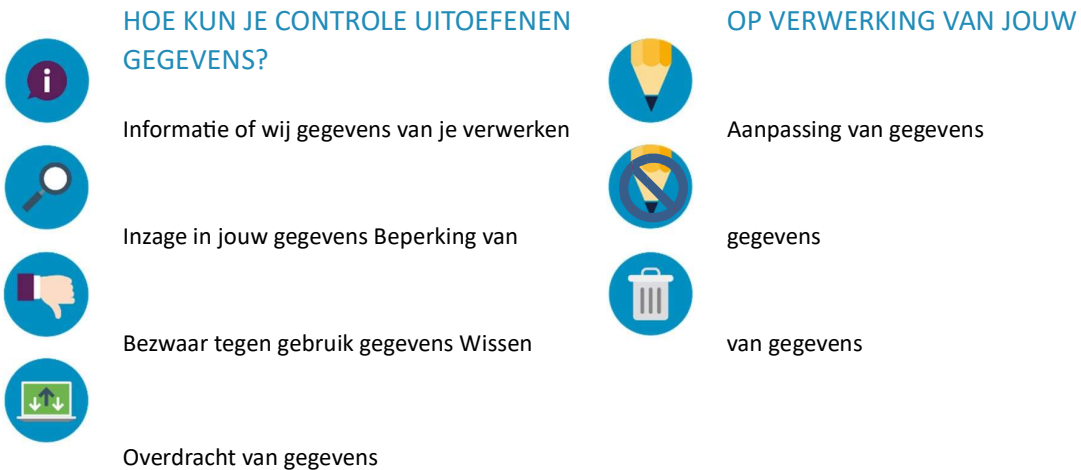 HOE KUN JE CONTROLE UITOEFENEN OP VERWERKING VAN JOUW
GEGEVENS?
i
Informatie of wij gegevens van je verwerken Aanpassing van gegevens
Inzage in jouw gegevens Beperking van gegevens
Bezwaar tegen gebruik gegevens Wissen van gegevens
Overdracht van gegevens